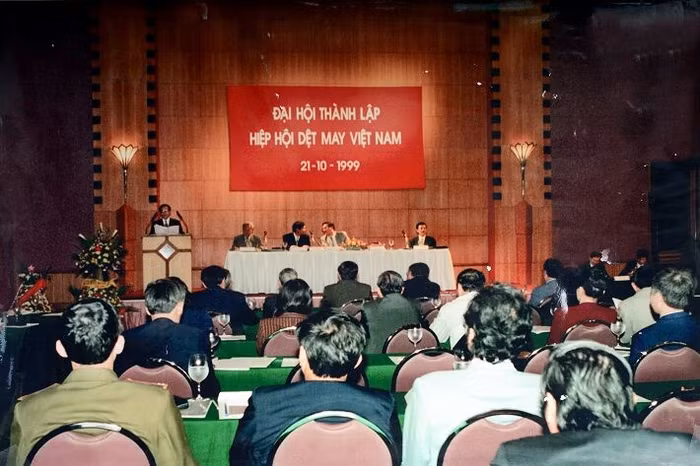 ĐẠI HỘI THÀNH LẬP
HIỆP HỘI DỆT MAY VIỆT NAM
21-10-1999